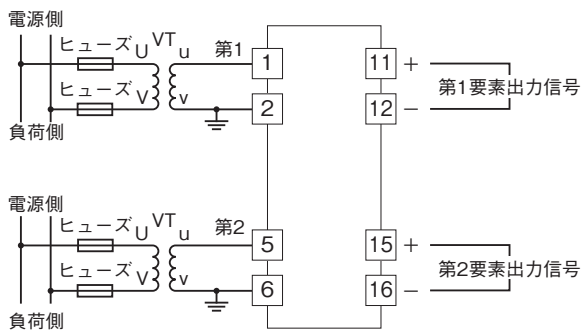 電源側
ヒューズ U VT u 第1 1 11 +
第1要素出力信号
ヒューズ V v 2 12 −
負荷側
電源側
ヒューズ U VT u 第2 5 15 +
第2要素出力信号
ヒューズ V v 6 16 −
負荷側